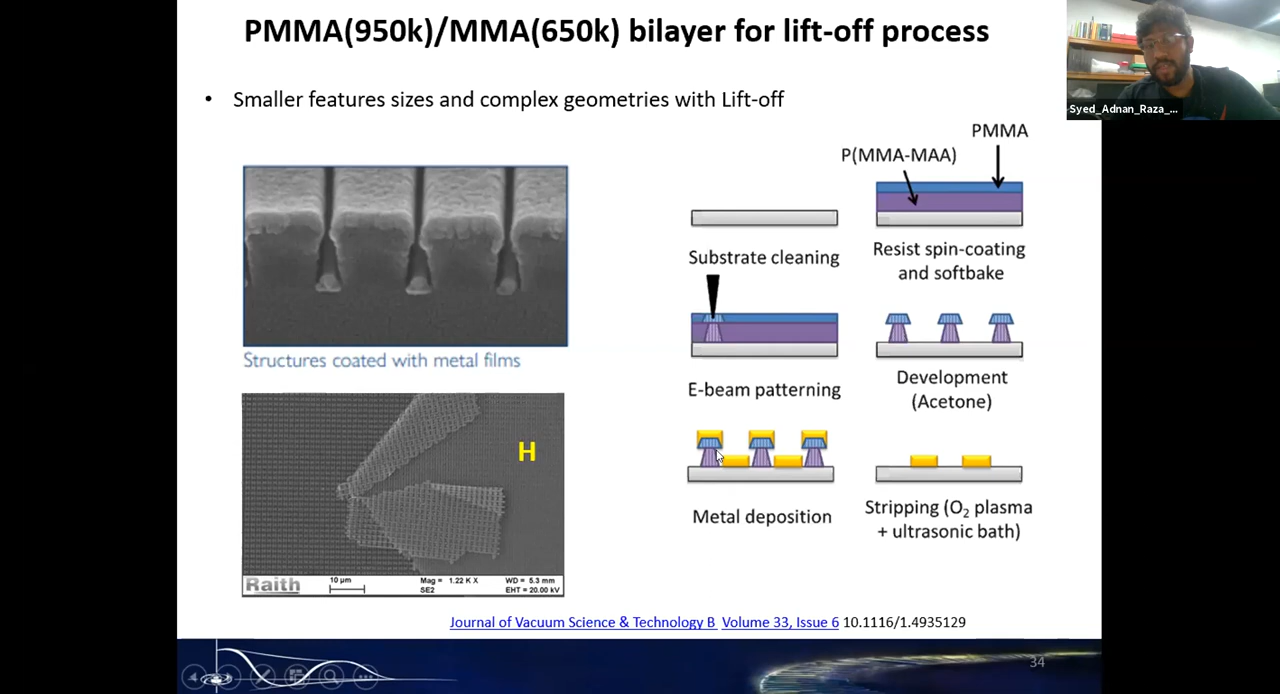 PMMA(950k)/MMA(650k) bilayer for lift-off process
Syed_Adnan_Raza_...
• Smaller features sizes and complex geometries with Lift-off
PMMA
P(MMA-MAA)
Substrate cleaning
Resist spin-coating
and softbake
Structures coated with metal films
E-beam patterning
Development
(Acetone)
H
Metal deposition
Stripping (O₂ plasma
+ ultrasonic bath)
Raith
10 µm
Mag = 1.22 K X
SE2
WD = 5.3 mm
EHT = 20.00 kV
Journal of Vacuum Science & Technology B Volume 33, Issue 6 10.1116/1.4935129
34